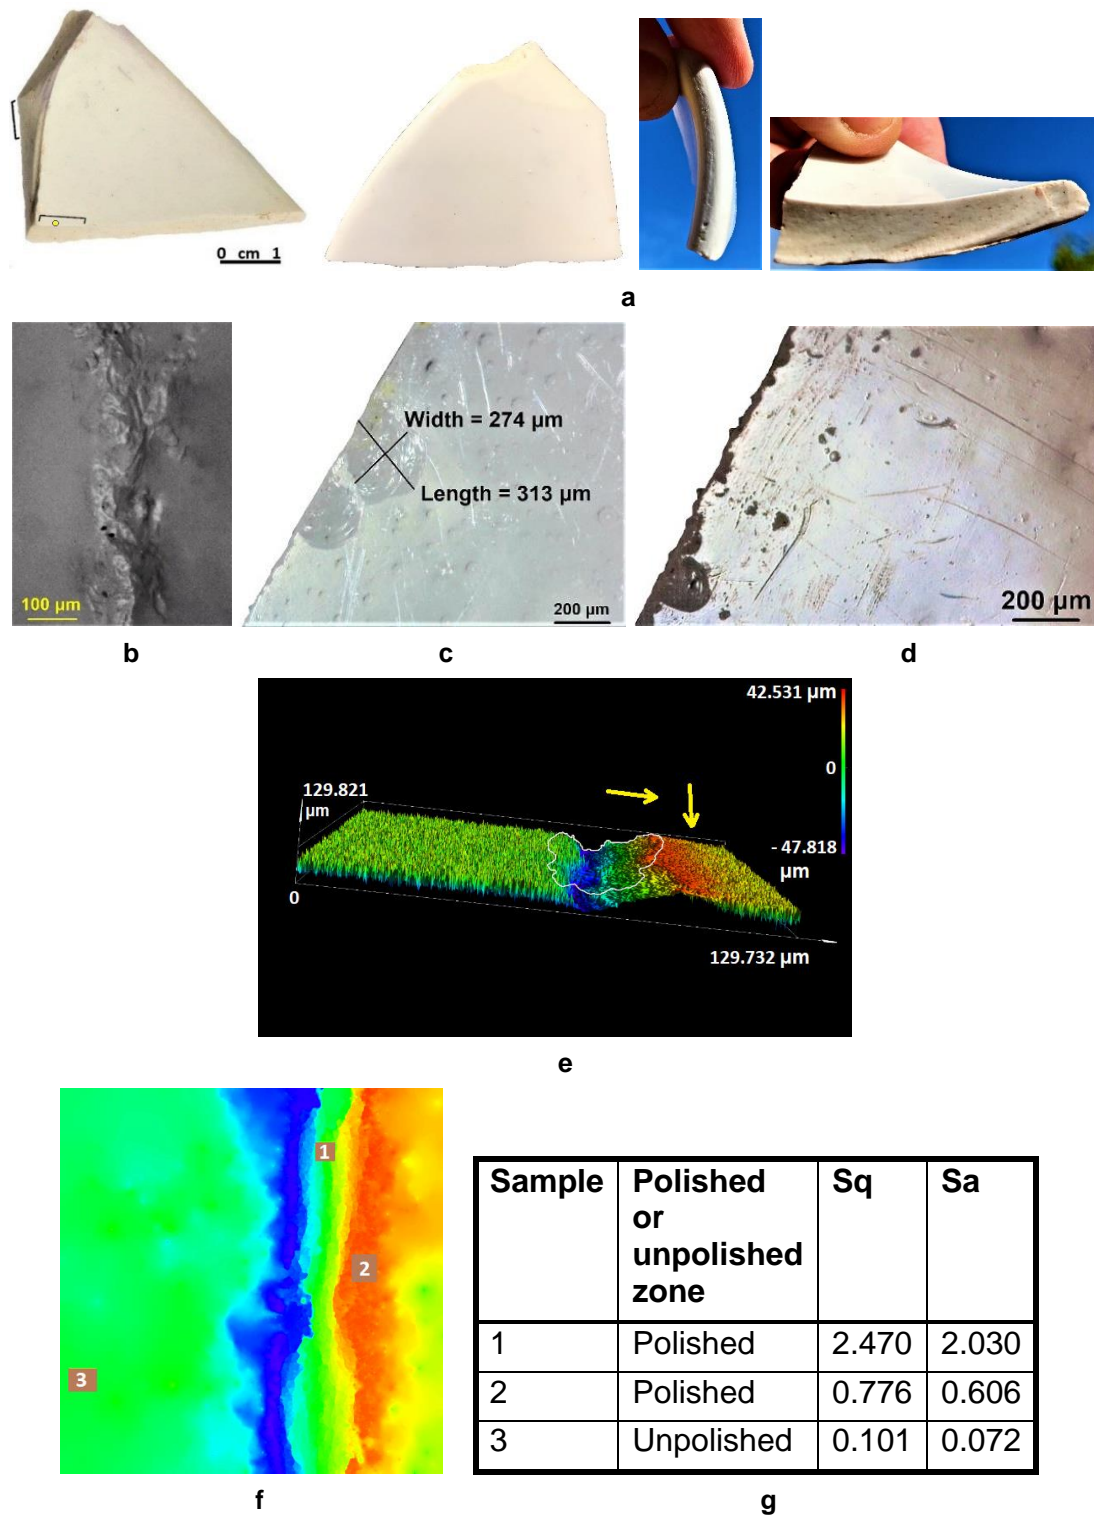 0 cm 1
a
Width = 274 µm
Length = 313 µm
100 µm
200 µm
200 µm
b
c
d
42.531 µm
0
- 47.818
µm
129.821
µm
0
129.732 µm
e
1
2
3
f
Sample Polished or unpolished zone Sq Sa
1 Polished 2.470 2.030
2 Polished 0.776 0.606
3 Unpolished 0.101 0.072
g